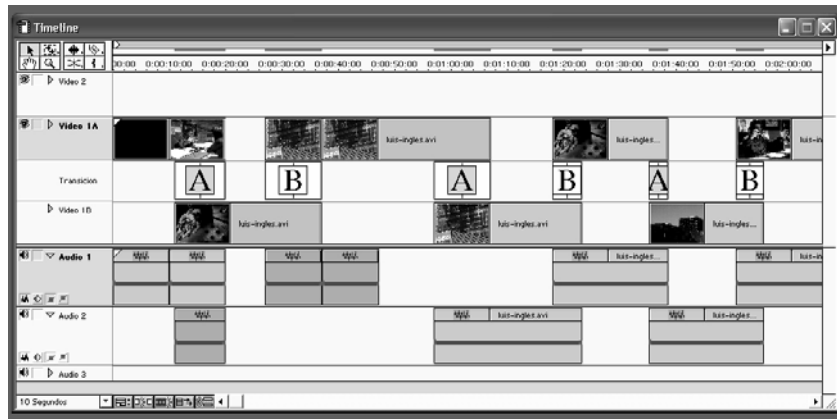 Timeline
00:00 0:00:10:00 0:00:20:00 0:00:30:00 0:00:40:00 0:00:50:00 0:01:00:00 0:01:10:00 0:01:20:00 0:01:30:00 0:01:40:00 0:01:50:00 0:02:00:00
Video 2
Video 1A luis-ingles.avi luis-ingles... luis-in
Transicion A B A B A B
Video 1B luis-ingles.avi luis-ingles.avi luis-ingles...
Audio 1 luis-ingles... luis-in
Audio 2 luis-ingles.avi luis-ingles...
Audio 3
10 Segundos